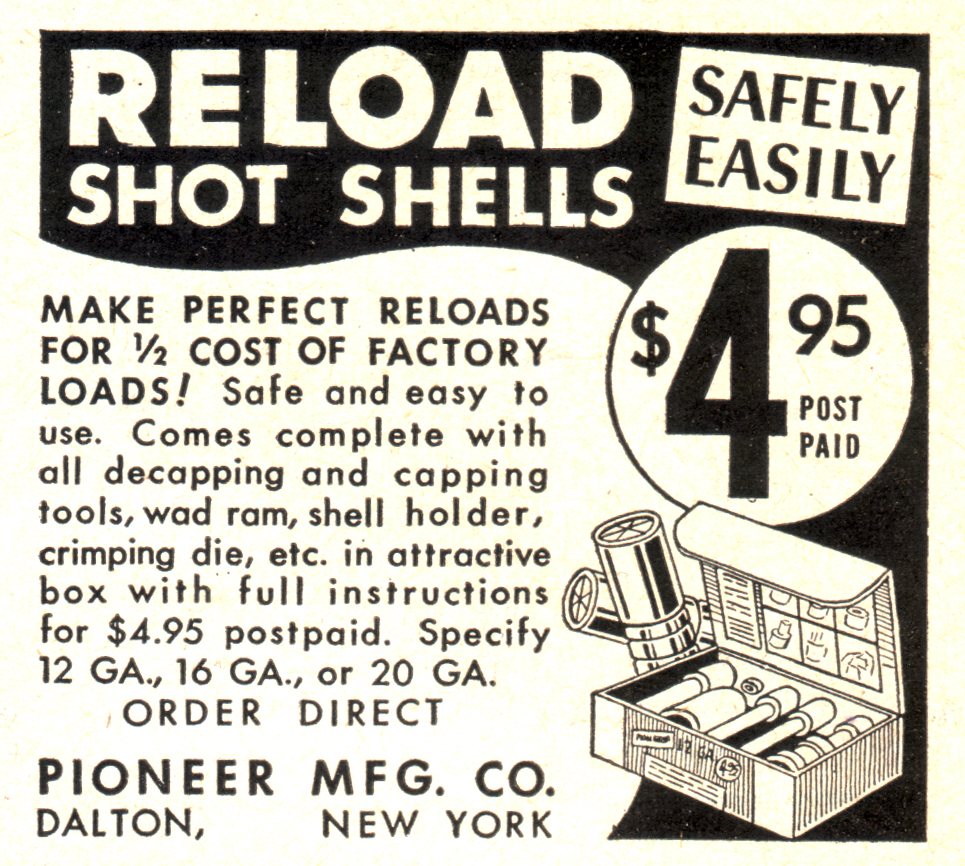 RELOAD
SHOT SHELLS
SAFELY
EASILY
$4 95
POST
PAID
MAKE PERFECT RELOADS
FOR ½ COST OF FACTORY
LOADS! Safe and easy to
use. Comes complete with
all decapping and capping
tools, wad ram, shell holder,
crimping die, etc. in attractive
box with full instructions
for $4.95 postpaid. Specify
12 GA., 16 GA., or 20 GA.
ORDER DIRECT
PIONEER MFG. CO.
DALTON, NEW YORK
12 GA.
495